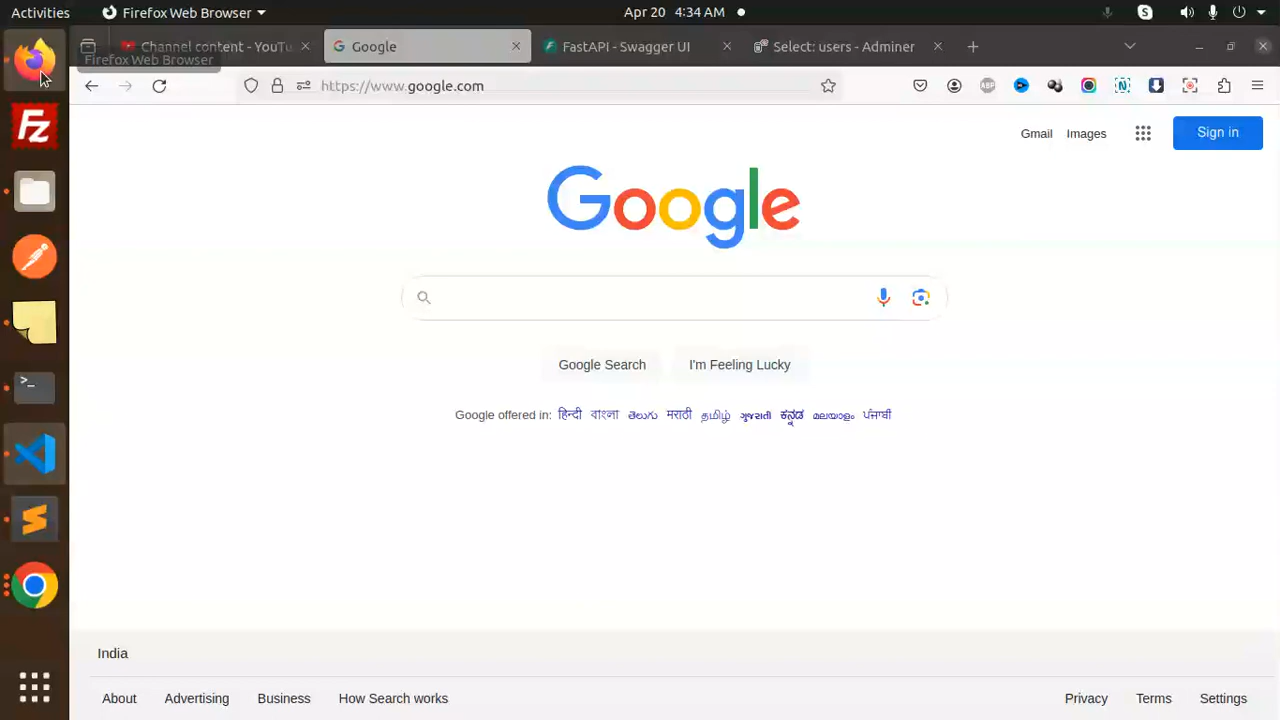 Activities Firefox Web Browser Apr 20 4:34 AM
Channel content - YouTu Google FastAPI - Swagger UI Select: users - Adminer
Firefox Web Browser
https://www.google.com
Gmail Images Sign in
Google
Google Search I'm Feeling Lucky
Google offered in: हिन्दी বাংলা తెలుగు मराठी தமிழ் ગુજરાતી ಕನ್ನಡ മലയാളം ਪੰਜਾਬੀ
India
About Advertising Business How Search works Privacy Terms Settings